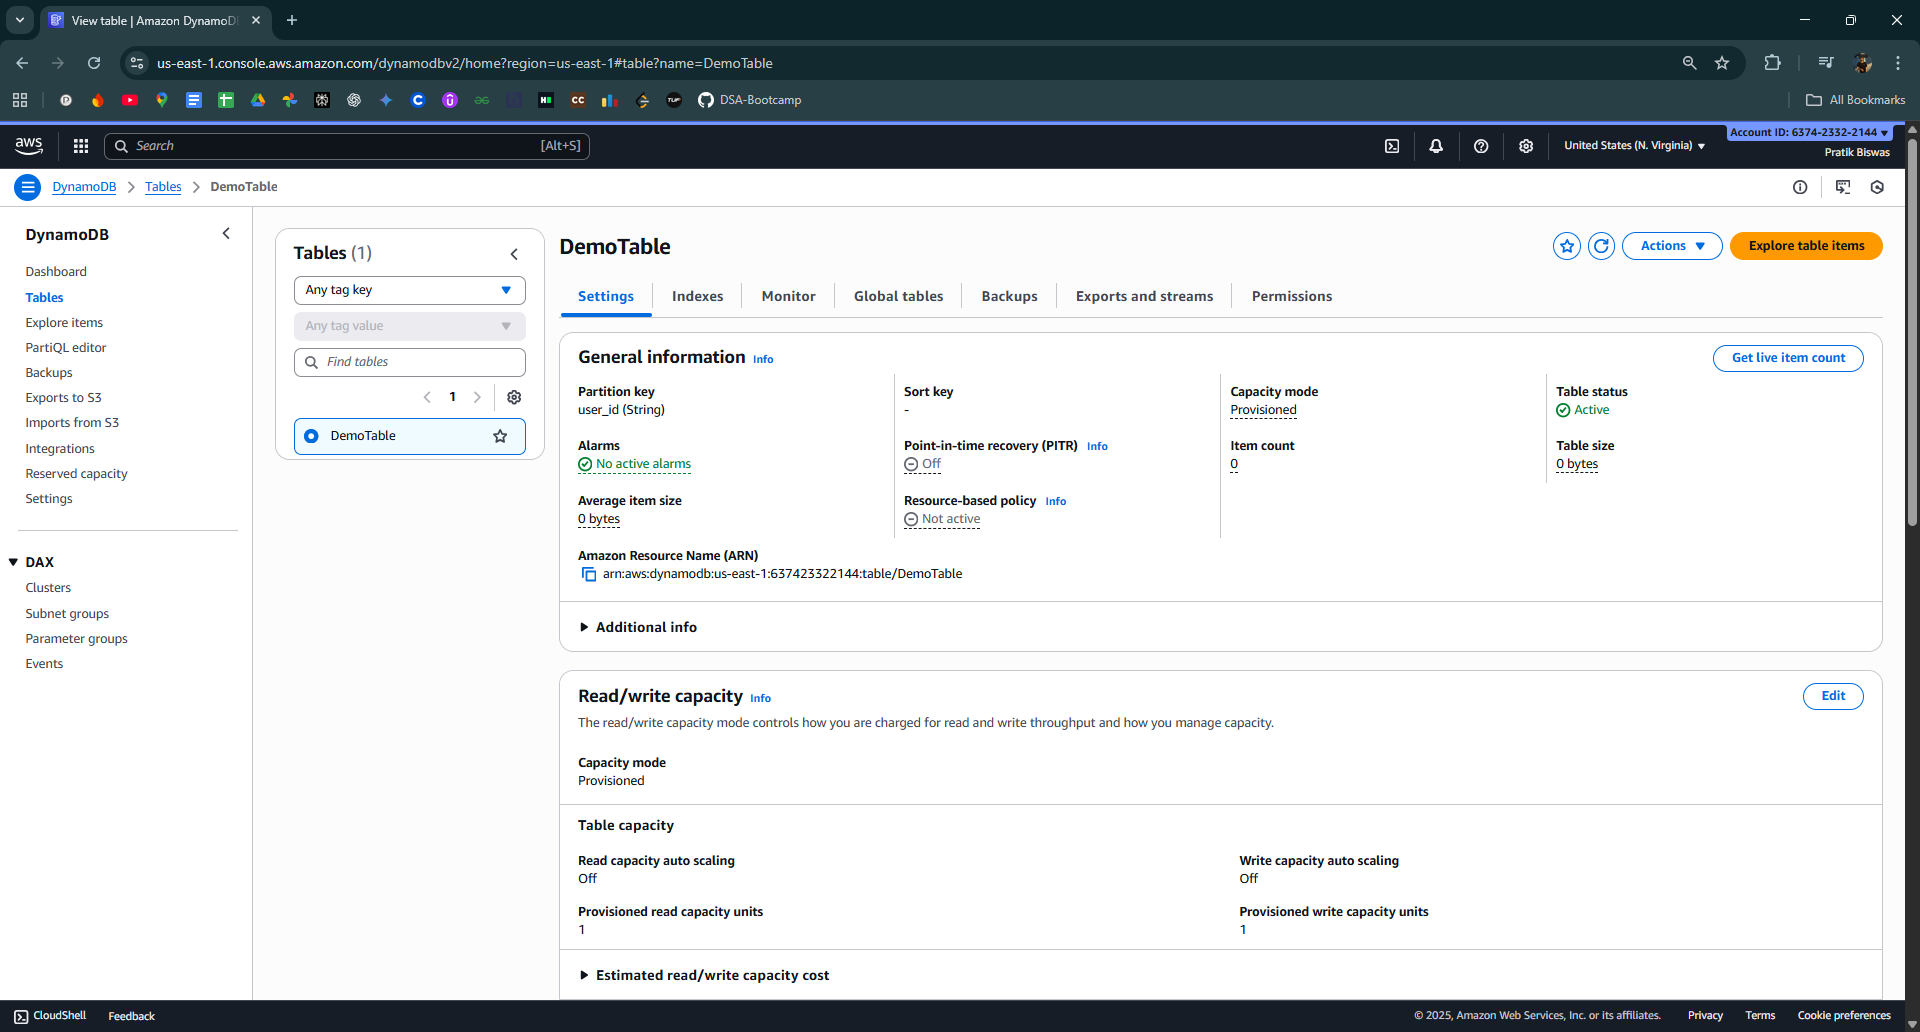 View table | Amazon DynamoD
us-east-1.console.aws.amazon.com/dynamodbv2/home?region=us-east-1#table?name=DemoTable
DSA-Bootcamp
All Bookmarks
aws
Search
[Alt+S]
United States (N. Virginia)
Account ID: 6374-2332-2144
Pratik Biswas
DynamoDB
Tables
DemoTable
DynamoDB
Dashboard
Tables
Explore items
PartiQL editor
Backups
Exports to S3
Imports from S3
Integrations
Reserved capacity
Settings
DAX
Clusters
Subnet groups
Parameter groups
Events
Tables (1)
Any tag key
Any tag value
Find tables
1
DemoTable
DemoTable
Actions
Explore table items
Settings
Indexes
Monitor
Global tables
Backups
Exports and streams
Permissions
General information Info
Get live item count
Partition key
user_id (String)
Sort key
-
Capacity mode
Provisioned
Table status
Active
Alarms
No active alarms
Point-in-time recovery (PITR) Info
Off
Item count
0
Table size
0 bytes
Average item size
0 bytes
Resource-based policy Info
Not active
Amazon Resource Name (ARN)
arn:aws:dynamodb:us-east-1:637423322144:table/DemoTable
Additional info
Read/write capacity Info
Edit
The read/write capacity mode controls how you are charged for read and write throughput and how you manage capacity.
Capacity mode
Provisioned
Table capacity
Read capacity auto scaling
Off
Write capacity auto scaling
Off
Provisioned read capacity units
1
Provisioned write capacity units
1
Estimated read/write capacity cost
CloudShell
Feedback
© 2025, Amazon Web Services, Inc. or its affiliates.
Privacy
Terms
Cookie preferences